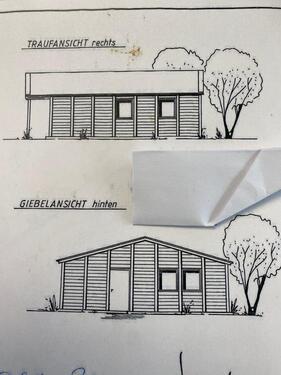 TRAUFANSICHT rechts
GIEBELANSICHT hinten